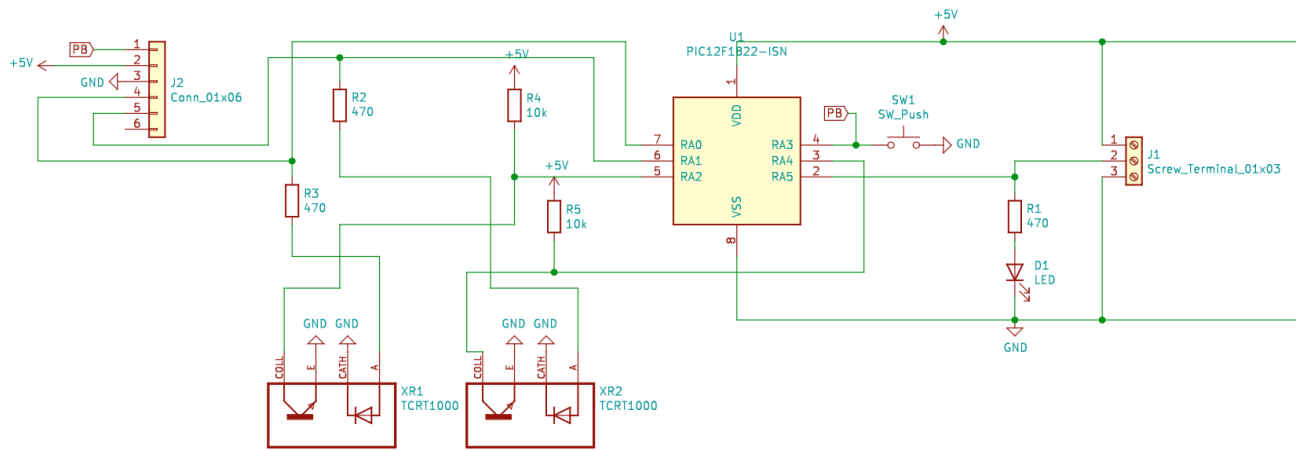 +5V
U1
PIC12F1822-ISN
PB
1
+5V
2
GND
3
4
5
6
J2
Conn_01x06
R2
470
+5V
R4
10k
1
VDD
SW1
SW_Push
PB
GND
7
RA0
RA3
4
6
RA1
RA4
3
5
RA2
RA5
2
VSS
8
1
2
3
J1
Screw_Terminal_01x03
+5V
R3
470
R5
10k
R1
470
D1
LED
GND
GND
GND
GND
GND
COLL
E
CATH
A
COLL
E
CATH
A
XR1
TCRT1000
XR2
TCRT1000